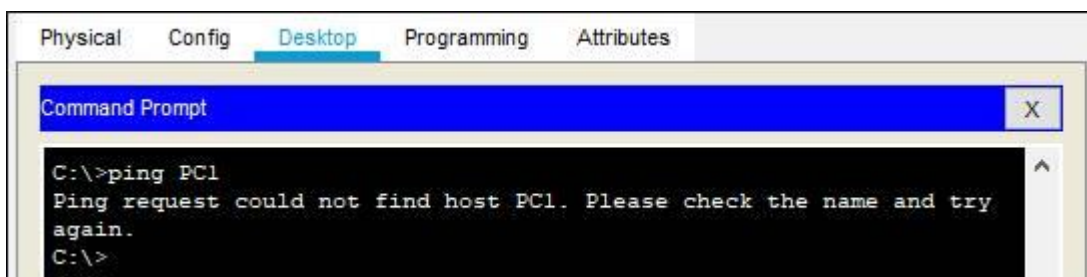 Physical Config Desktop Programming Attributes
Command Prompt X
C:\>ping PC1
Ping request could not find host PC1. Please check the name and try
again.
C:\>